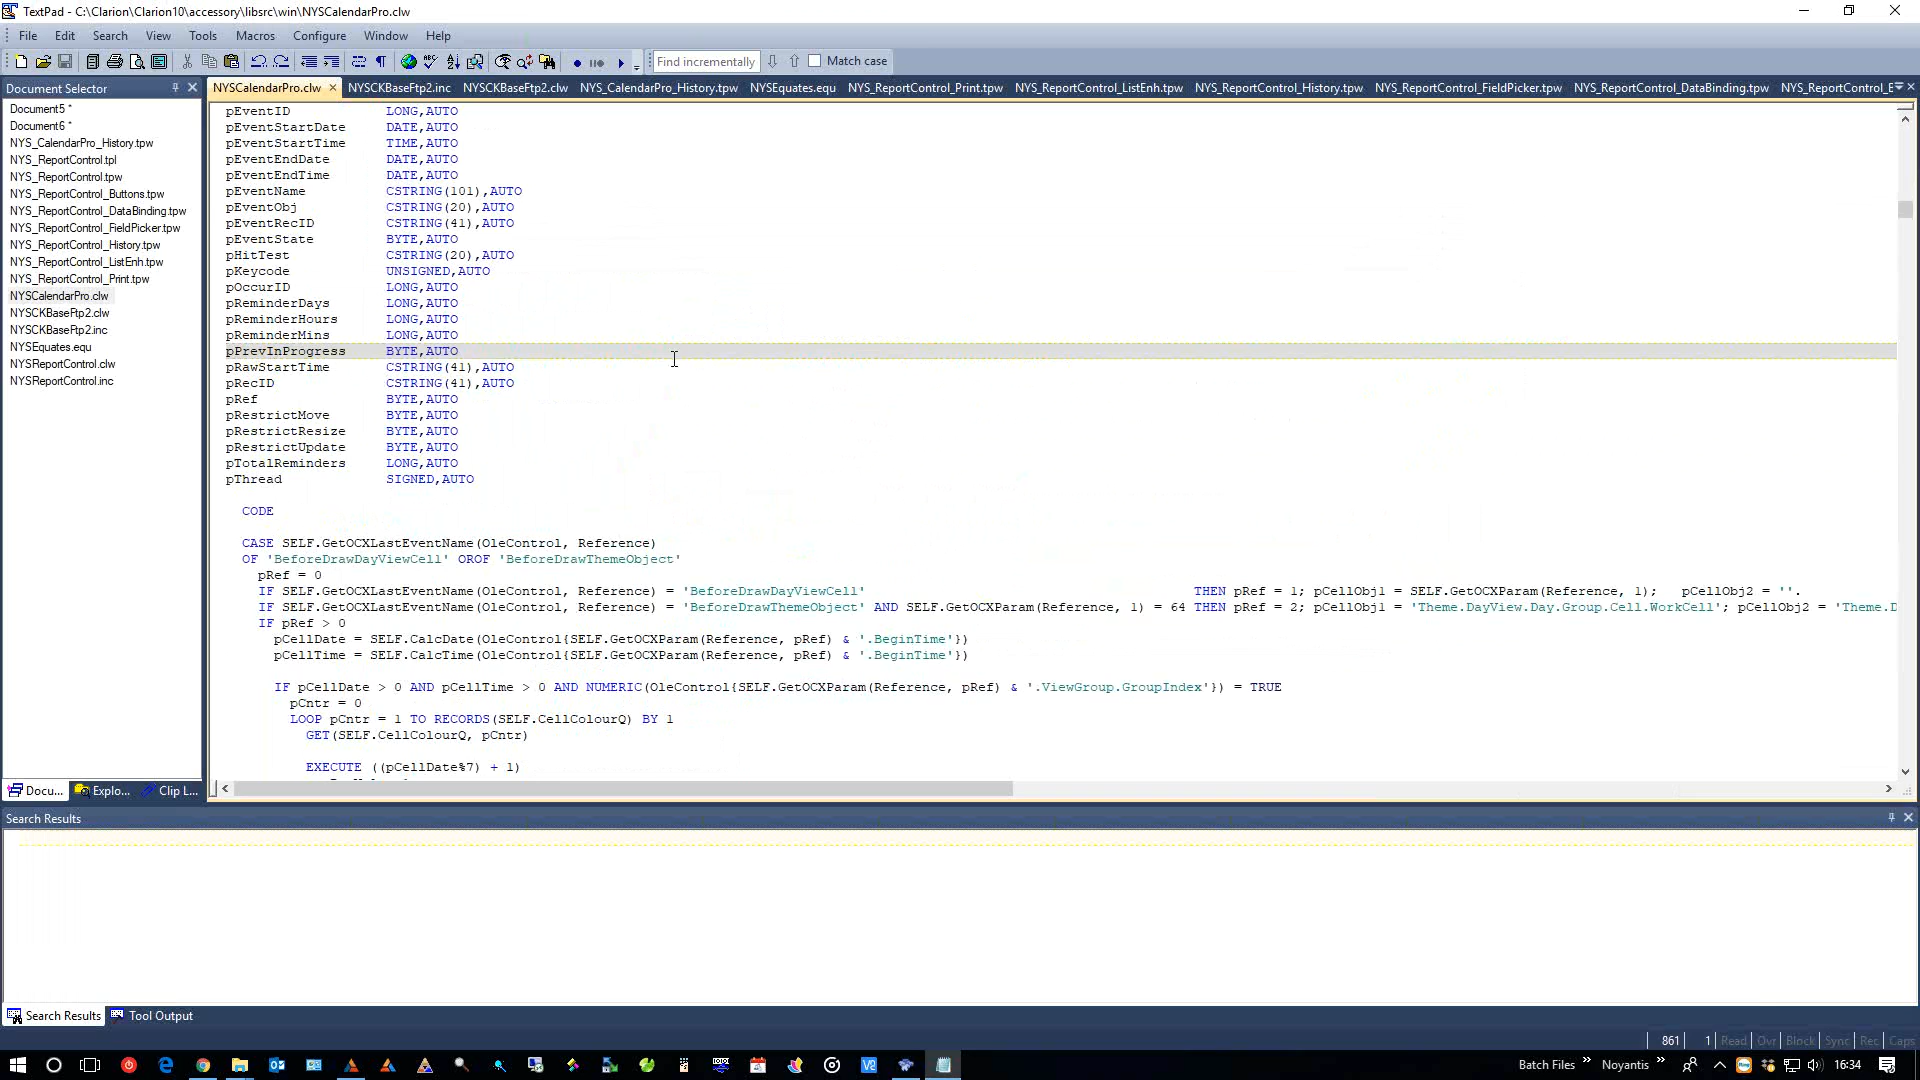 TextPad - C:\Clarion\Clarion10\accessory\libsrc\win\NYSCalendarPro.clw
File Edit Search View Tools Macros Configure Window Help
Find incrementally Match case
Document Selector
NYSCalendarPro.clw NYSCKBaseFtp2.inc NYSCKBaseFtp2.clw NYS_CalendarPro_History.tpw NYSEquates.equ NYS_ReportControl_Print.tpw NYS_ReportControl_ListEnh.tpw NYS_ReportControl_History.tpw NYS_ReportControl_FieldPicker.tpw NYS_ReportControl_DataBinding.tpw NYS_ReportControl_E
Document5 *
Document6 *
NYS_CalendarPro_History.tpw
NYS_ReportControl.tpl
NYS_ReportControl.tpw
NYS_ReportControl_Buttons.tpw
NYS_ReportControl_DataBinding.tpw
NYS_ReportControl_FieldPicker.tpw
NYS_ReportControl_History.tpw
NYS_ReportControl_ListEnh.tpw
NYS_ReportControl_Print.tpw
NYSCalendarPro.clw
NYSCKBaseFtp2.clw
NYSCKBaseFtp2.inc
NYSEquates.equ
NYSReportControl.clw
NYSReportControl.inc
Docu... Explo... Clip L...
pEventID LONG,AUTO
pEventStartDate DATE,AUTO
pEventStartTime TIME,AUTO
pEventEndDate DATE,AUTO
pEventEndTime DATE,AUTO
pEventName CSTRING(101),AUTO
pEventObj CSTRING(20),AUTO
pEventRecID CSTRING(41),AUTO
pEventState BYTE,AUTO
pHitTest CSTRING(20),AUTO
pKeycode UNSIGNED,AUTO
pOccurID LONG,AUTO
pReminderDays LONG,AUTO
pReminderHours LONG,AUTO
pReminderMins LONG,AUTO
pPrevInProgress BYTE,AUTO
pRawStartTime CSTRING(41),AUTO
pRecID CSTRING(41),AUTO
pRef BYTE,AUTO
pRestrictMove BYTE,AUTO
pRestrictResize BYTE,AUTO
pRestrictUpdate BYTE,AUTO
pTotalReminders LONG,AUTO
pThread SIGNED,AUTO
CODE
CASE SELF.GetOCXLastEventName(OleControl, Reference)
OF 'BeforeDrawDayViewCell' OROF 'BeforeDrawThemeObject'
pRef = 0
IF SELF.GetOCXLastEventName(OleControl, Reference) = 'BeforeDrawDayViewCell' THEN pRef = 1; pCellObj1 = SELF.GetOCXParam(Reference, 1); pCellObj2 = ''.
IF SELF.GetOCXLastEventName(OleControl, Reference) = 'BeforeDrawThemeObject' AND SELF.GetOCXParam(Reference, 1) = 64 THEN pRef = 2; pCellObj1 = 'Theme.DayView.Day.Group.Cell.WorkCell'; pCellObj2 = 'Theme.D
IF pRef > 0
pCellDate = SELF.CalcDate(OleControl{SELF.GetOCXParam(Reference, pRef) & '.BeginTime'})
pCellTime = SELF.CalcTime(OleControl{SELF.GetOCXParam(Reference, pRef) & '.BeginTime'})
IF pCellDate > 0 AND pCellTime > 0 AND NUMERIC(OleControl{SELF.GetOCXParam(Reference, pRef) & '.ViewGroup.GroupIndex'}) = TRUE
pCntr = 0
LOOP pCntr = 1 TO RECORDS(SELF.CellColourQ) BY 1
GET(SELF.CellColourQ, pCntr)
EXECUTE ((pCellDate%7) + 1)
Search Results
Search Results Tool Output
861 1 Read Ovr Block Sync Rec Caps
Batch Files Noyantis 16:34